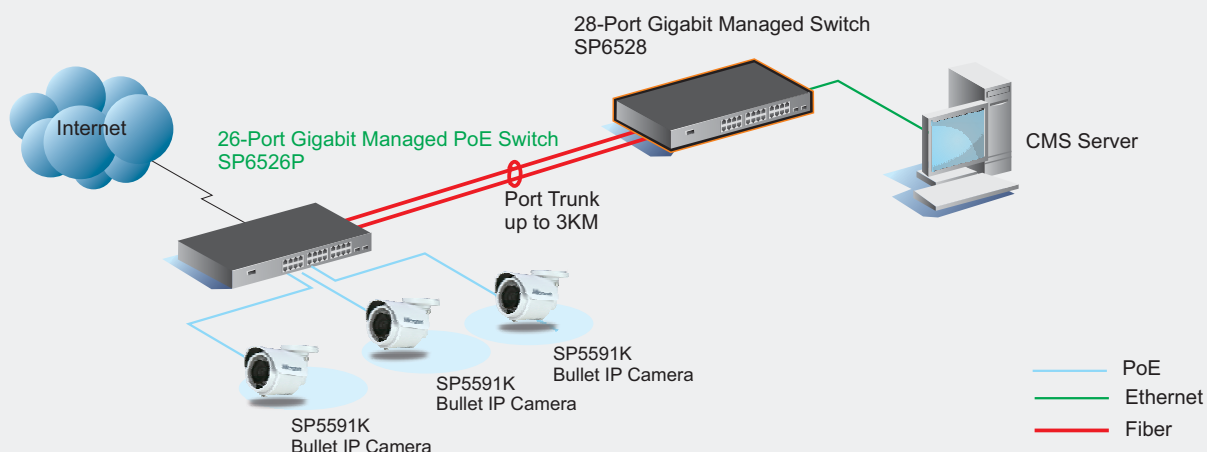 28-Port Gigabit Managed Switch
SP6528
Internet
26-Port Gigabit Managed PoE Switch
SP6526P
CMS Server
Port Trunk
up to 3KM
SP5591K
Bullet IP Camera
SP5591K
Bullet IP Camera
SP5591K
Bullet IP Camera
PoE
Ethernet
Fiber